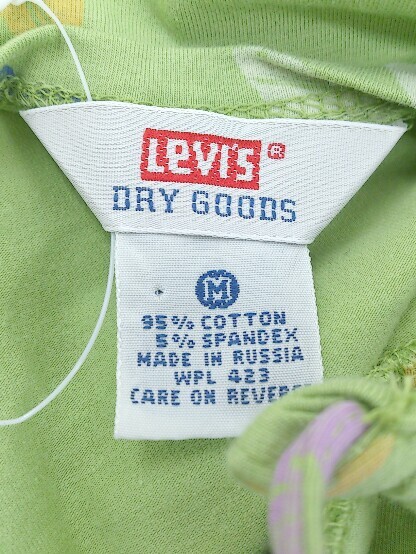 Levi's ®
DRY GOODS
M
95% COTTON
5% SPANDEX
MADE IN RUSSIA
WPL 423
CARE ON REVERSE